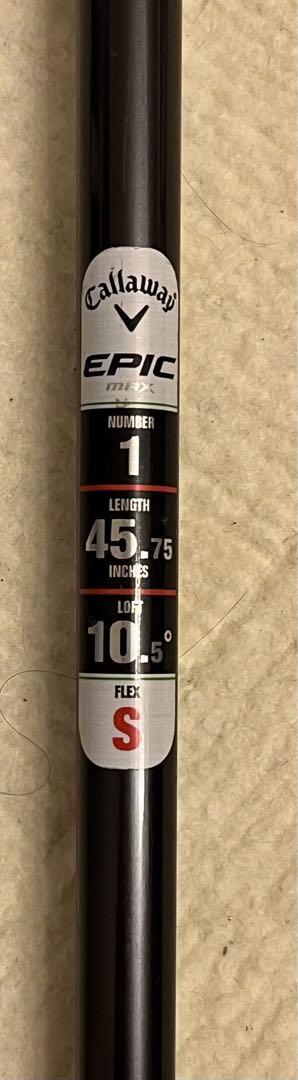 Callaway
EPIC
MAX
NUMBER
1
LENGTH
45.75
INCHES
LOFT
10.5°
FLEX
S